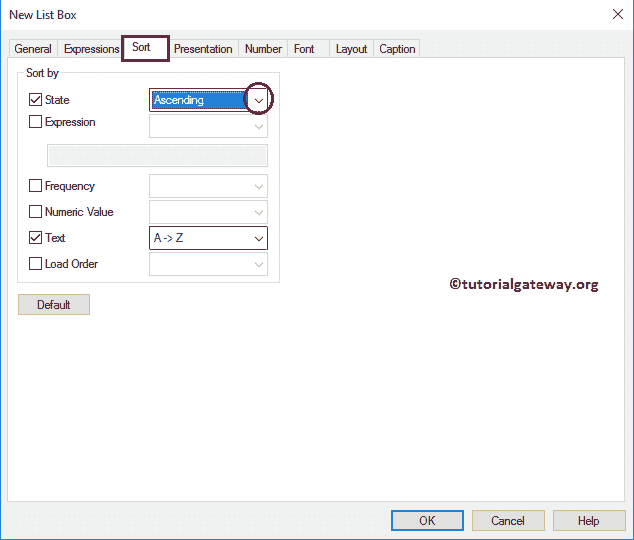 New List Box
General Expressions Sort Presentation Number Font Layout Caption
Sort by
State Ascending
Expression
Frequency
Numeric Value
Text A -> Z
Load Order
©tutorialgateway.org
Default
OK Cancel Help